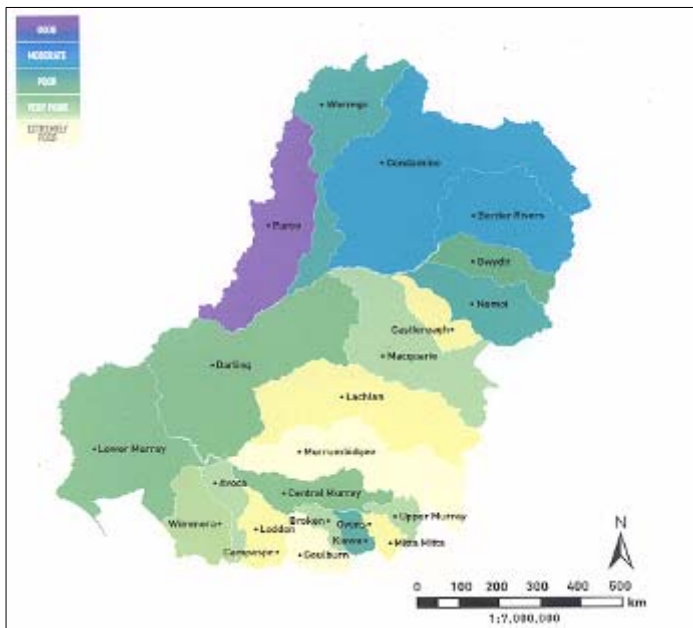 GOOD
MODERATE
POOR
VERY POOR
EXTREMELY
POOR
Warrego
Condamine
Paroo
Border Rivers
Gwydir
Namoi
Castlereagh
Macquarie
Darling
Lachlan
Lower Murray
Murrumbidgee
Avoca
Central Murray
Wimmera
Loddon
Broken
Ovens
Upper Murray
Campaspe
Goulburn
Kiewa
Mitta Mitta
N
0 100 200 300 400 500
km
1:7,000,000